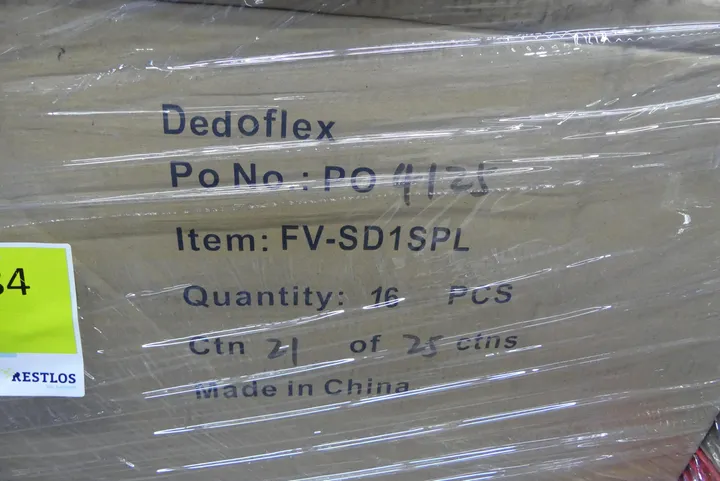 Dedoflex
Po No.: PO 4125
Item: FV-SD1SPL
Quantity: 16 PCS
Ctn 21 of 25 ctns
Made in China
34
RESTLOS